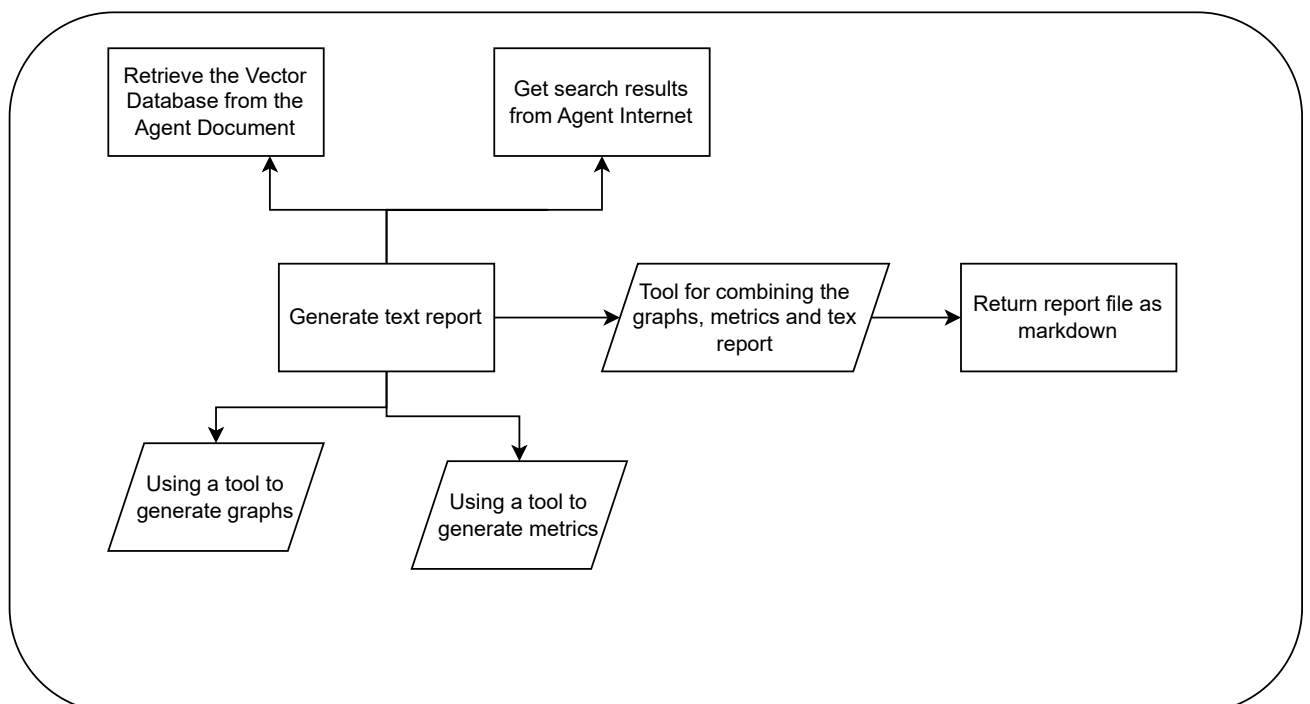 Retrieve the Vector
Database from the
Agent Document
Get search results
from Agent Internet
Generate text report
Tool for combining the
graphs, metrics and tex
report
Return report file as
markdown
Using a tool to
generate graphs
Using a tool to
generate metrics